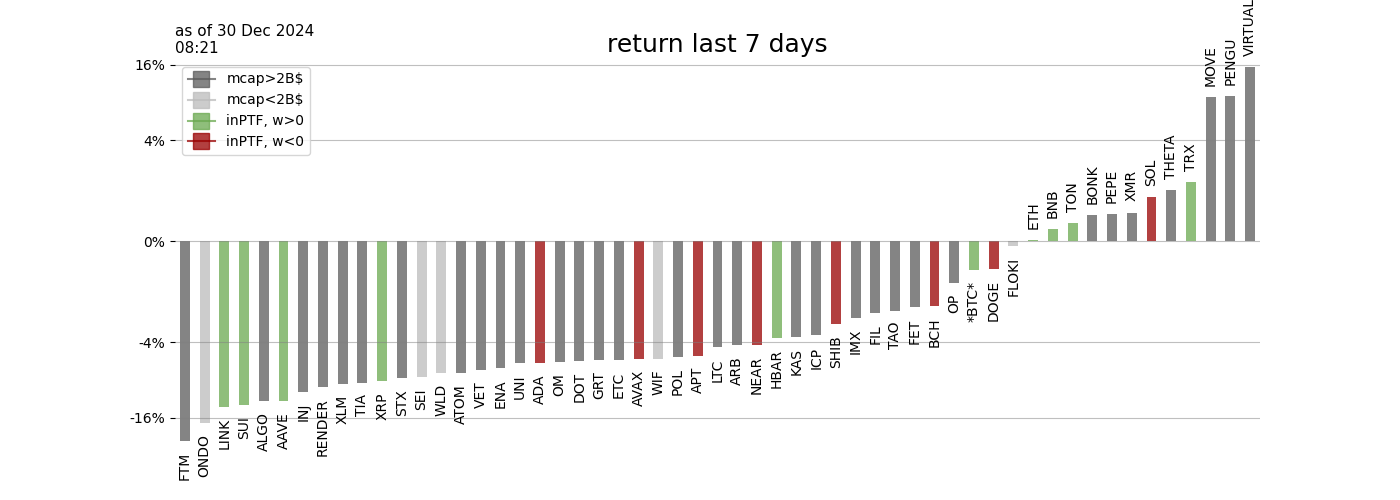 as of 30 Dec 2024
08:21
return last 7 days
mcap>2B$
mcap<2B$
inPTF, w>0
inPTF, w<0
16%
4%
0%
-4%
-16%
FTM
ONDO
LINK
SUI
ALGO
AAVE
INJ
RENDER
XLM
TIA
XRP
STX
SEI
WLD
ATOM
VET
ENA
UNI
ADA
OM
DOT
GRT
ETC
AVAX
WIF
POL
APT
LTC
ARB
NEAR
HBAR
KAS
ICP
SHIB
IMX
FIL
TAO
FET
BCH
OP
*BTC*
DOGE
FLOKI
ETH
BNB
TON
BONK
PEPE
XMR
SOL
THETA
TRX
MOVE
PENGU
VIRTUAL